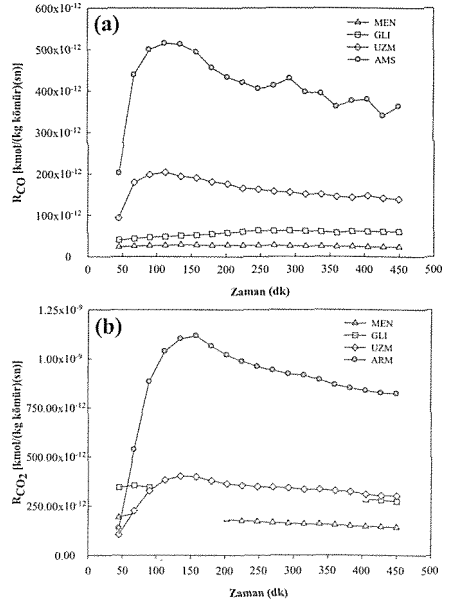 (a)
600x10-12
500x10-12
400x10-12
300x10-12
200x10-12
100x10-12
0
RCO [kmol/(kg kömür)(sn)]
MEN
GLI
UZM
AMS
0 50 100 150 200 250 300 350 400 450 500
Zaman (dk)
(b)
1.25x10-9
1.00x10-9
750.00x10-12
500.00x10-12
250.00x10-12
0.00
RCO2 [kmol/(kg kömür)(sn)]
MEN
GLI
UZM
ARM
0 50 100 150 200 250 300 350 400 450 500
Zaman (dk)